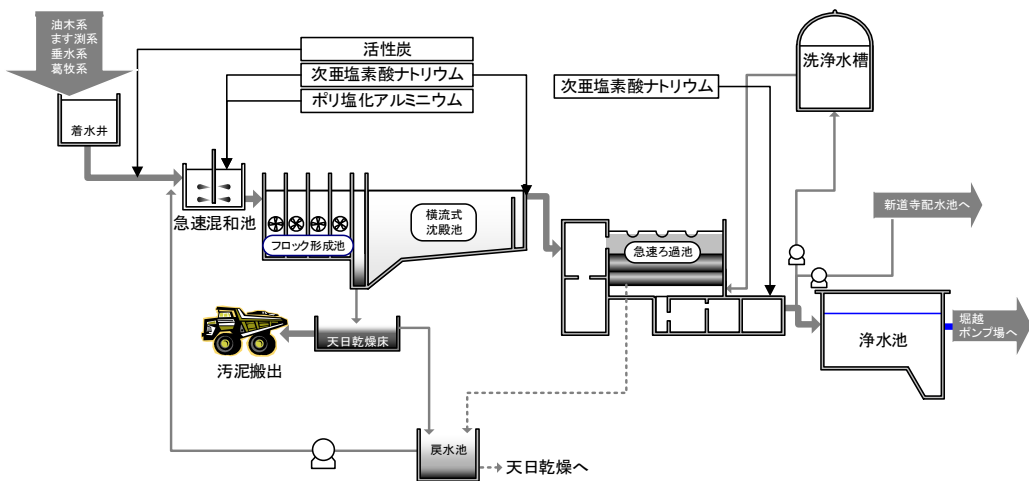 油木系
ます渕系
垂水系
葛牧系
着水井
活性炭
次亜塩素酸ナトリウム
ポリ塩化アルミニウム
次亜塩素酸ナトリウム
洗浄水槽
急速混和池
フロック形成池
横流式
沈殿池
急速ろ過池
新道寺配水池へ
浄水池
堀越
ポンプ場へ
天日乾燥床
汚泥搬出
戻水池
天日乾燥へ